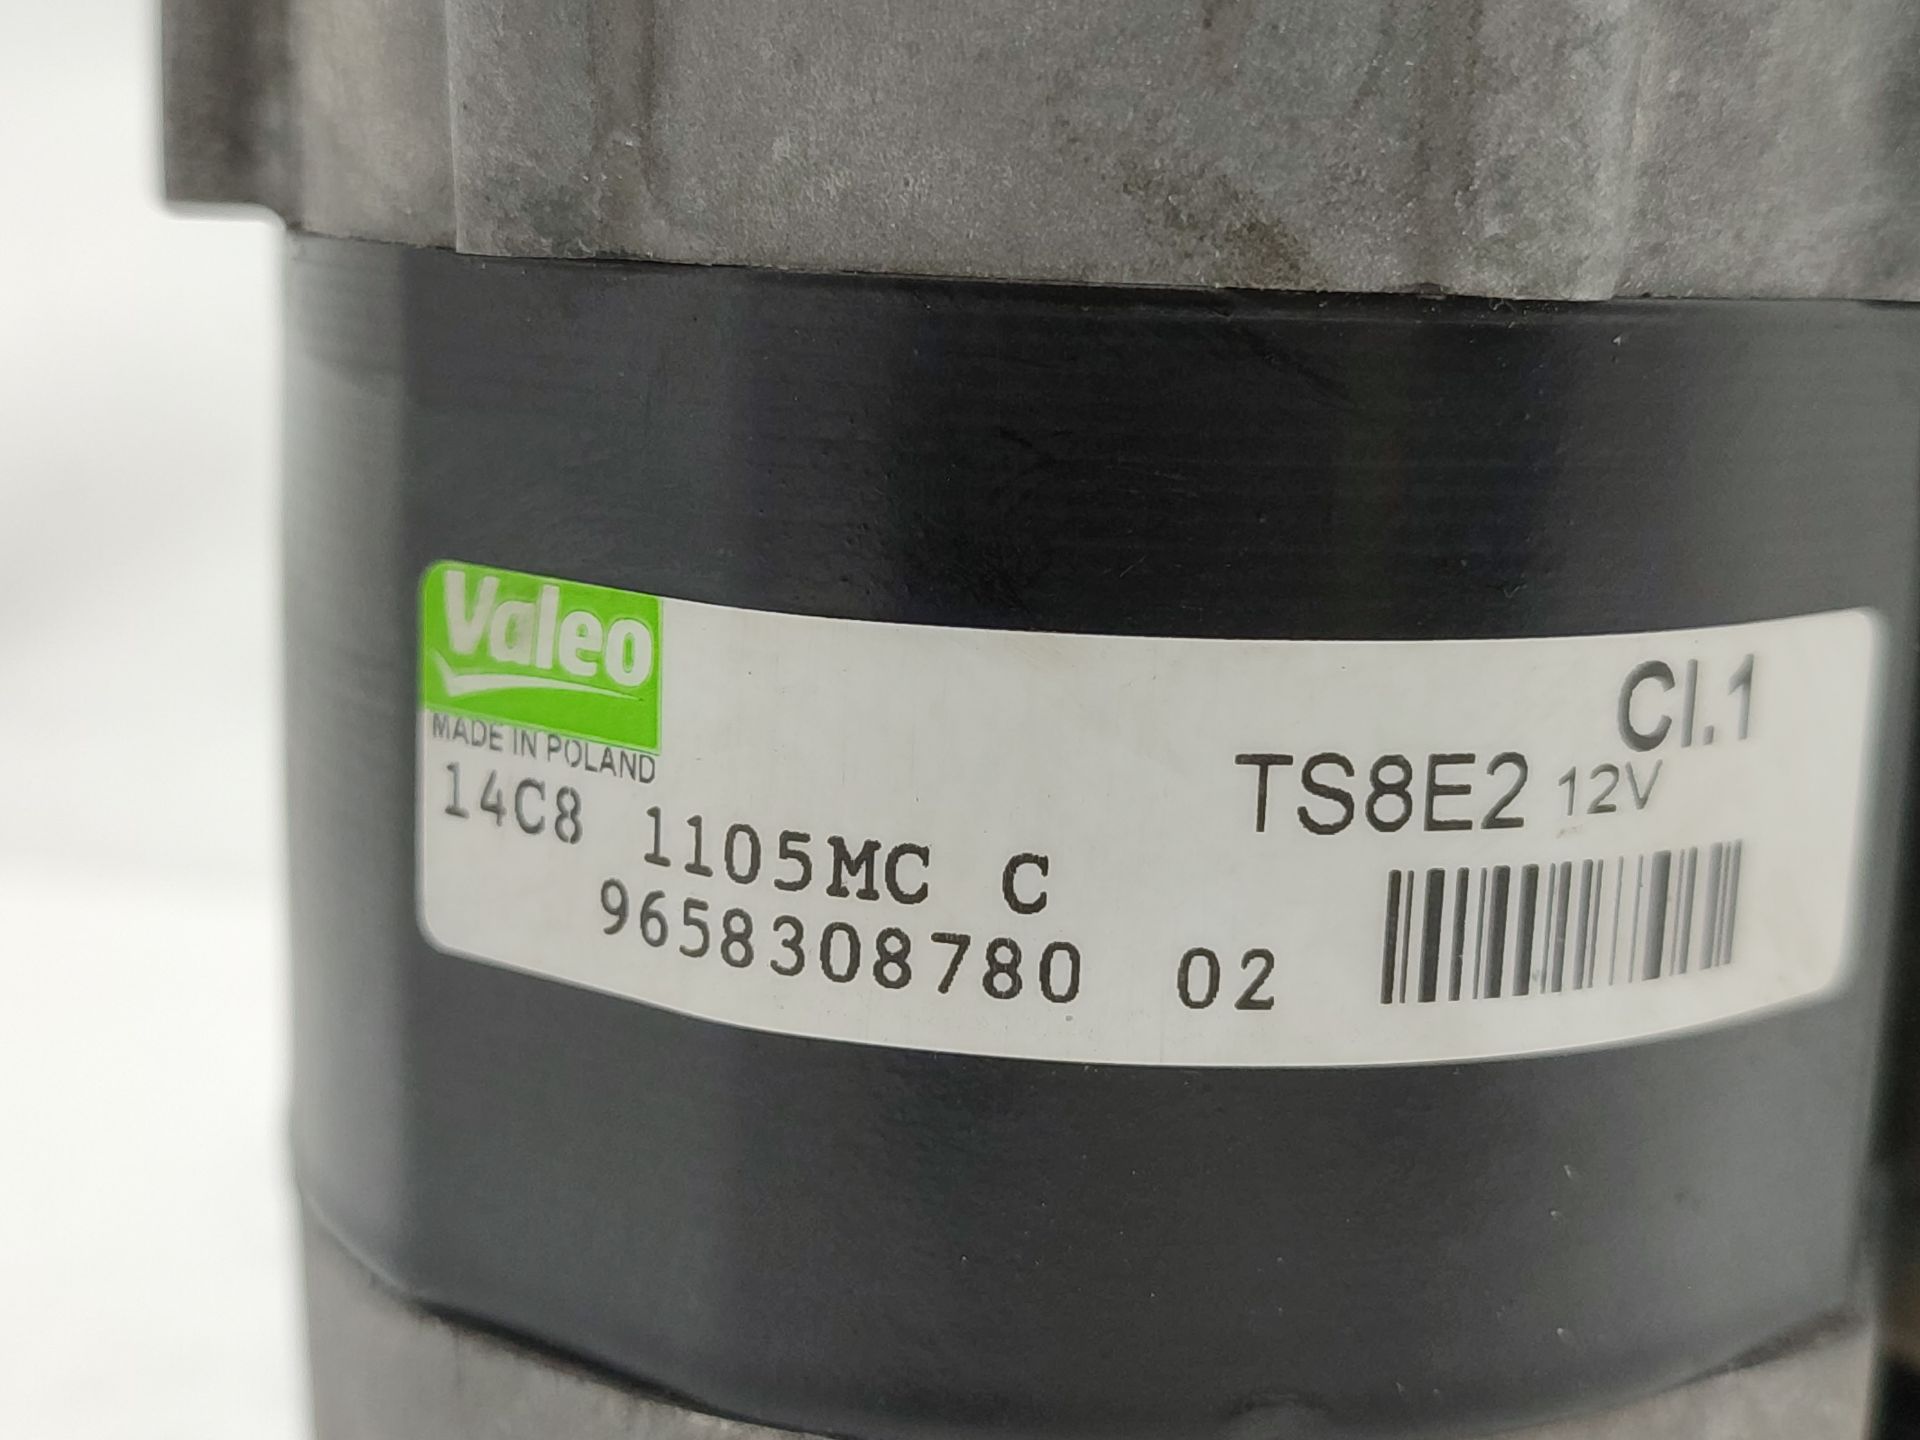 Valeo
MADE IN POLAND
Cl.1
TS8E2 12V
14C8 1105MC C
9658308780 02